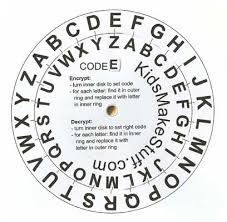 A B C D E F G H I J K L M N O P Q R S T U V W X Y Z
A B C D E F G H I J K L M N O P Q R S T U V W X Y Z
CODE E
Encrypt:
- turn inner disk to set code
- for each letter: find it in outer
ring and replace it with letter
in inner ring
Decrypt:
- turn inner disk to set right code
- for each letter: find it in inner
ring and replace it with
letter in outer ring
KidsMakeStuff.com